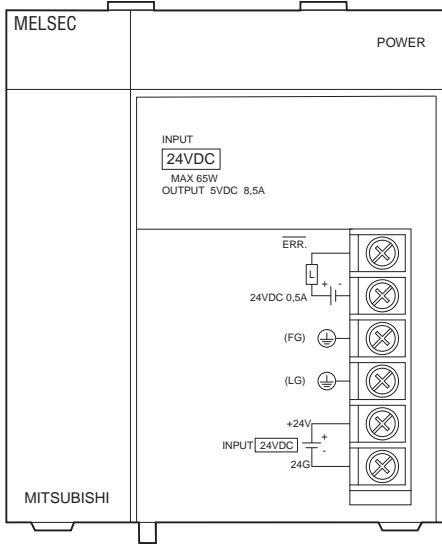 MELSEC
POWER
INPUT
24VDC
MAX 65W
OUTPUT 5VDC 8,5A
ERR.
L
+ -
24VDC 0,5A
(FG)
(LG)
+24V
+
INPUT 24VDC
-
24G
MITSUBISHI